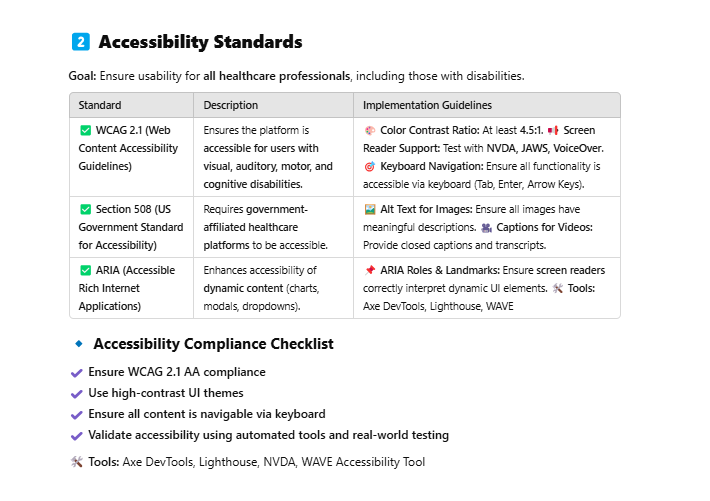 2 Accessibility Standards
Goal: Ensure usability for all healthcare professionals, including those with disabilities.
Standard Description Implementation Guidelines
✅ WCAG 2.1 (Web
Content Accessibility
Guidelines)
Ensures the platform is
accessible for users with
visual, auditory, motor, and
cognitive disabilities.
Color Contrast Ratio: At least 4.5:1. Screen
Reader Support: Test with NVDA, JAWS, VoiceOver.
Keyboard Navigation: Ensure all functionality is
accessible via keyboard (Tab, Enter, Arrow Keys).
✅ Section 508 (US
Government Standard
for Accessibility)
Requires government-
affiliated healthcare
platforms to be accessible.
Alt Text for Images: Ensure all images have
meaningful descriptions. Captions for Videos:
Provide closed captions and transcripts.
✅ ARIA (Accessible
Rich Internet
Applications)
Enhances accessibility of
dynamic content (charts,
modals, dropdowns).
ARIA Roles & Landmarks: Ensure screen readers
correctly interpret dynamic UI elements. Tools:
Axe DevTools, Lighthouse, WAVE
Accessibility Compliance Checklist
✔ Ensure WCAG 2.1 AA compliance
✔ Use high-contrast UI themes
✔ Ensure all content is navigable via keyboard
✔ Validate accessibility using automated tools and real-world testing
Tools: Axe DevTools, Lighthouse, NVDA, WAVE Accessibility Tool